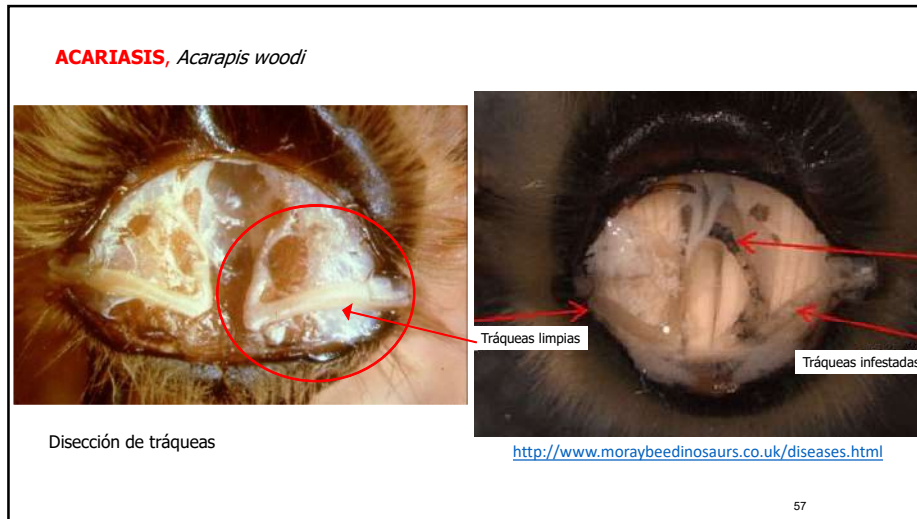 ACARIASIS, Acarapis woodi
Tráqueas limpias
Tráqueas infestadas
Disección de tráqueas
http://www.moraybeedinosaurs.co.uk/diseases.html
57